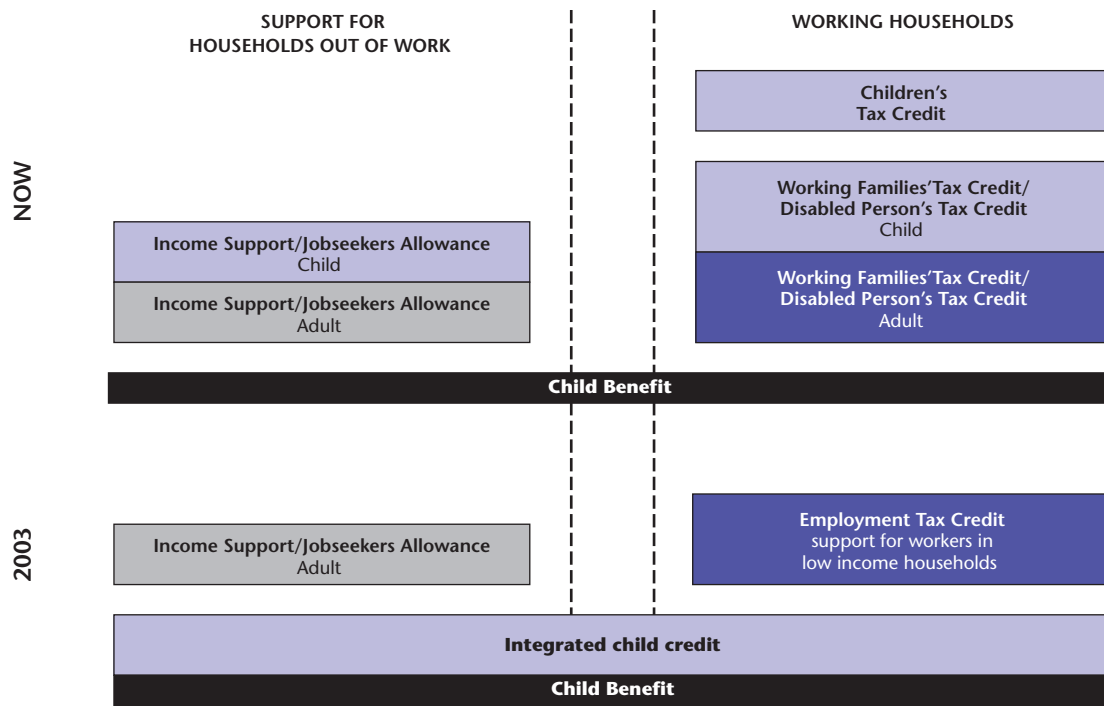 SUPPORT FOR
HOUSEHOLDS OUT OF WORK
WORKING HOUSEHOLDS
NOW
Children's
Tax Credit
Working Families'Tax Credit/
Disabled Person's Tax Credit
Child
Income Support/Jobseekers Allowance
Child
Working Families'Tax Credit/
Disabled Person's Tax Credit
Adult
Income Support/Jobseekers Allowance
Adult
Child Benefit
2003
Income Support/Jobseekers Allowance
Adult
Employment Tax Credit
support for workers in
low income households
Integrated child credit
Child Benefit